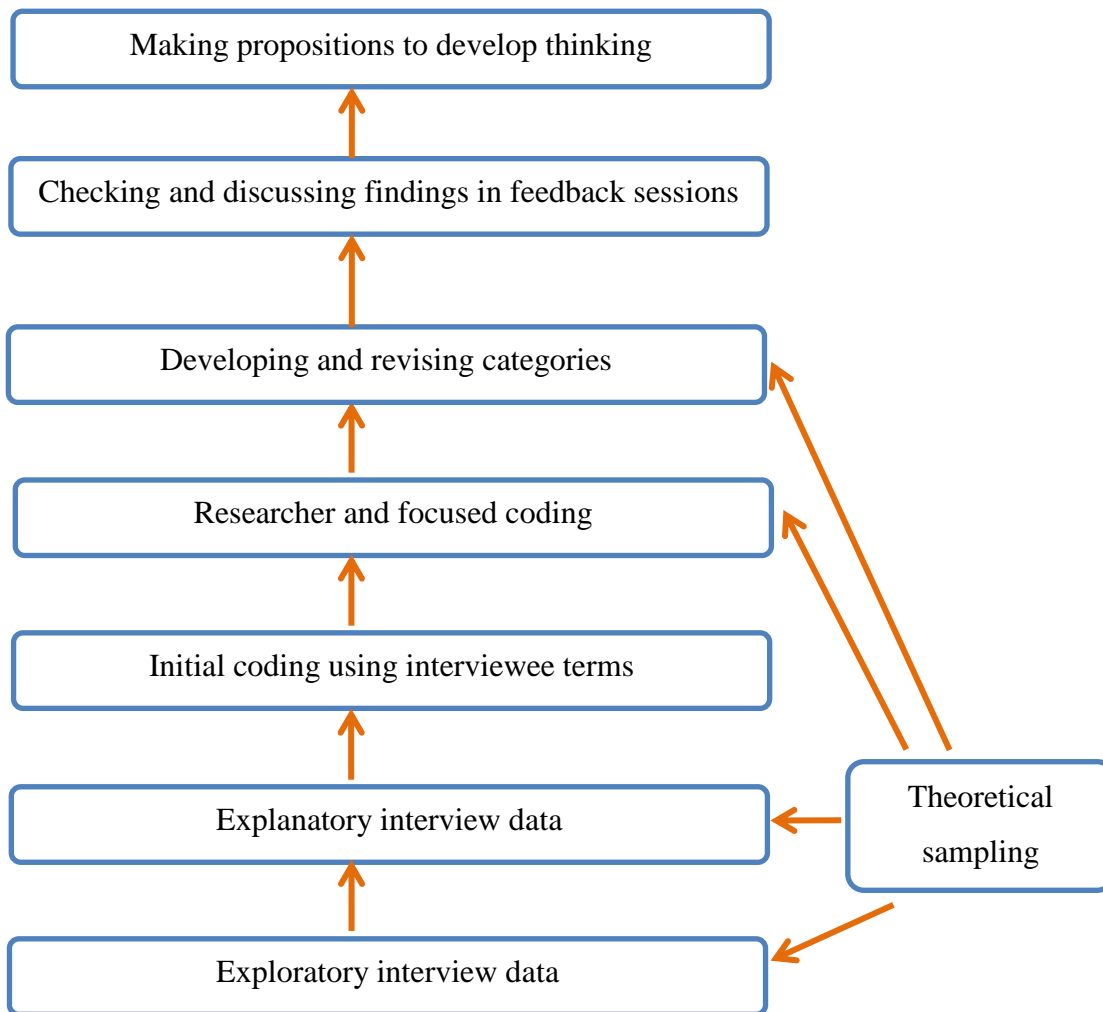 Making propositions to develop thinking
Checking and discussing findings in feedback sessions
Developing and revising categories
Researcher and focused coding
Initial coding using interviewee terms
Explanatory interview data
Theoretical
sampling
Exploratory interview data